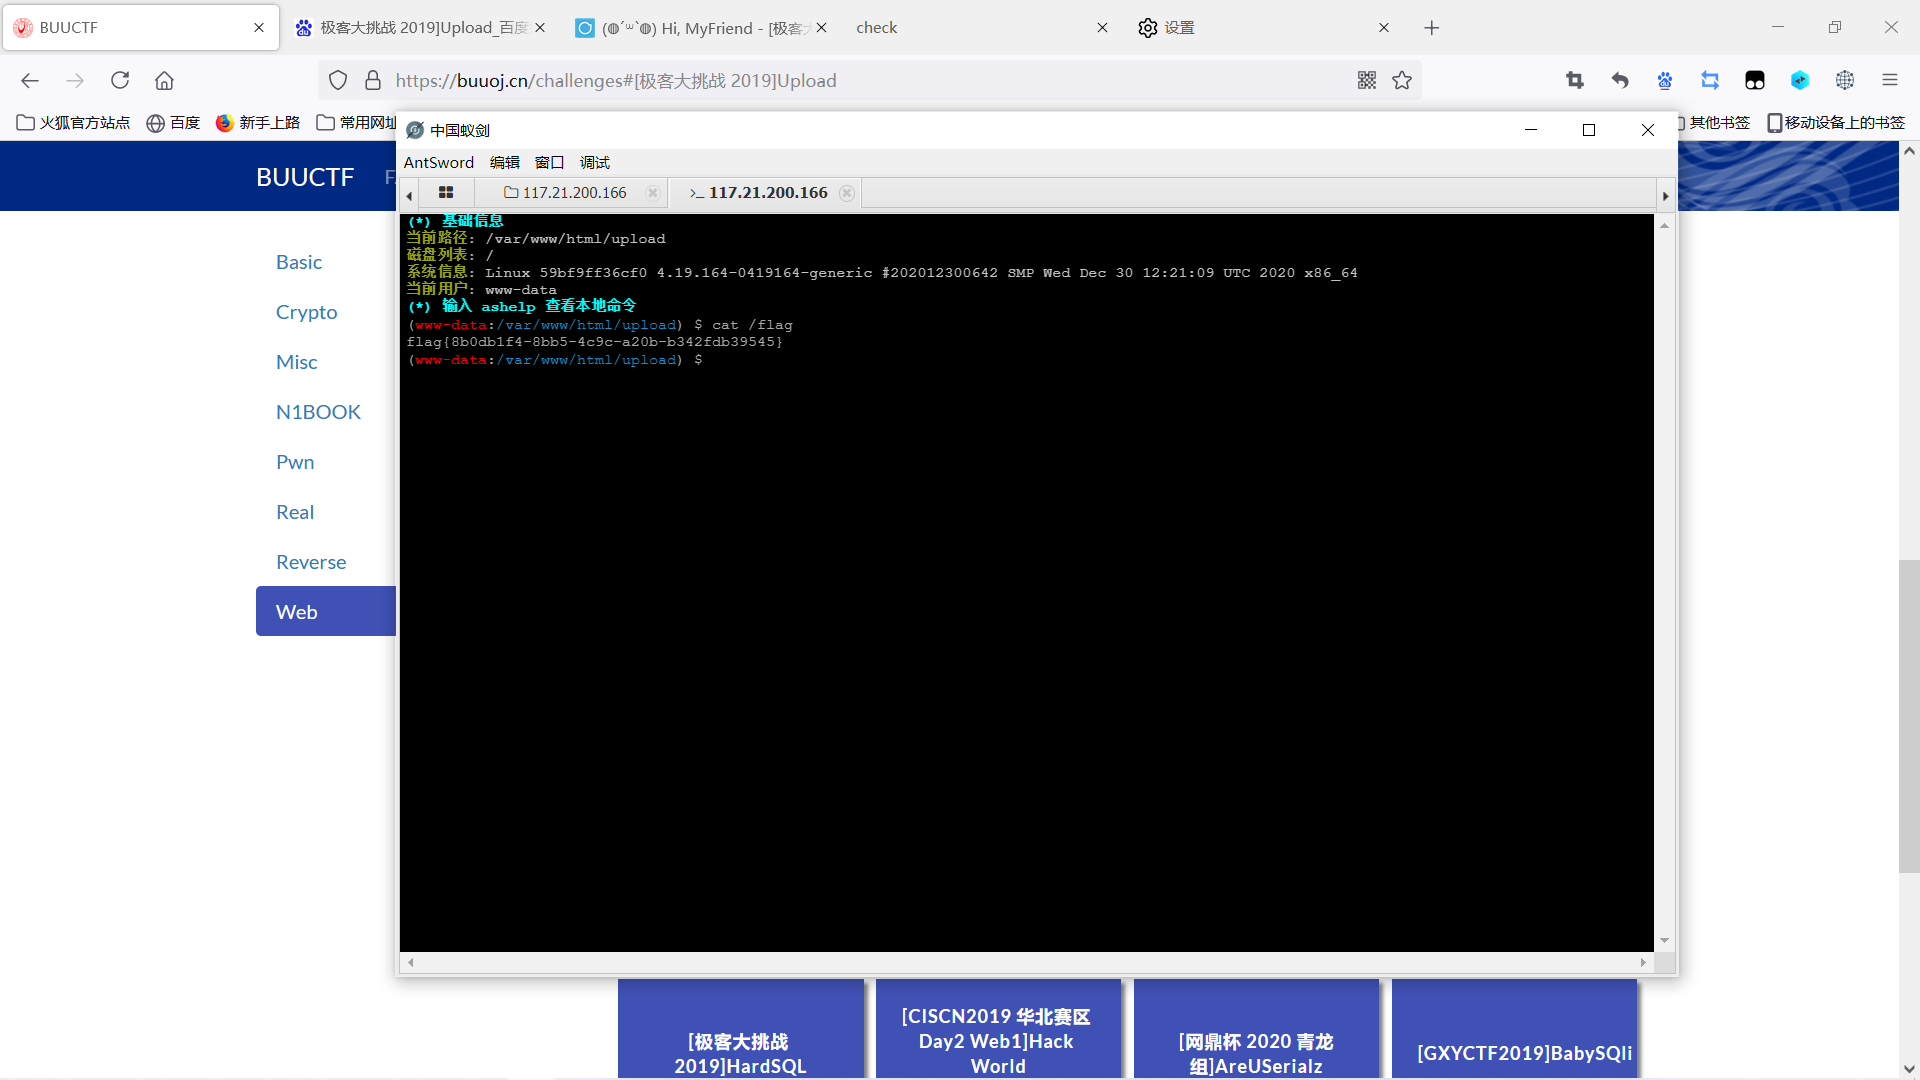 BUUCTF
极客大挑战 2019]Upload_百度
(◍´꒳`◍) Hi, MyFriend - [极客
check
设置
https://buuoj.cn/challenges#[极客大挑战 2019]Upload
火狐官方站点
百度
新手上路
常用网址
其他书签
移动设备上的书签
BUUCTF
中国蚁剑
AntSword 编辑 窗口 调试
117.21.200.166
>_ 117.21.200.166
(*) 基础信息
当前路径: /var/www/html/upload
磁盘列表: /
系统信息: Linux 59bf9ff36cf0 4.19.164-0419164-generic #202012300642 SMP Wed Dec 30 12:21:09 UTC 2020 x86_64
当前用户: www-data
(*) 输入 ashelp 查看本地命令
(www-data:/var/www/html/upload) $ cat /flag
flag{8b0db1f4-8bb5-4c9c-a20b-b342fdb39545}
(www-data:/var/www/html/upload) $
Basic
Crypto
Misc
N1BOOK
Pwn
Real
Reverse
Web
[极客大挑战
2019]HardSQL
[CISCN2019 华北赛区
Day2 Web1]Hack
World
[网鼎杯 2020 青龙
组]AreUSerialz
[GXYCTF2019]BabySQli